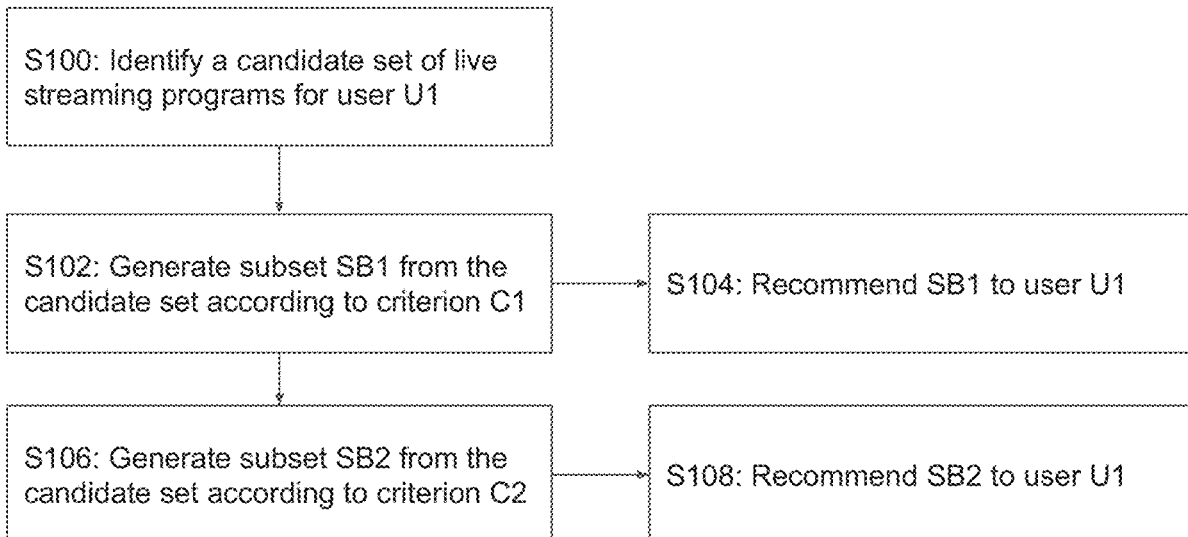 S100: Identify a candidate set of live
streaming programs for user U1
S102: Generate subset SB1 from the
candidate set according to criterion C1
S104: Recommend SB1 to user U1
S106: Generate subset SB2 from the
candidate set according to criterion C2
S108: Recommend SB2 to user U1